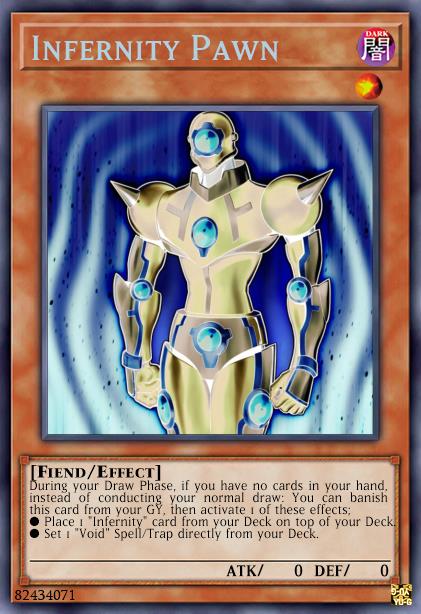 Infernity Pawn
DARK
闇
[Fiend/Effect]
During your Draw Phase, if you have no cards in your hand,
instead of conducting your normal draw: You can banish
this card from your GY, then activate 1 of these effects;
● Place 1 "Infernity" card from your Deck on top of your Deck.
● Set 1 "Void" Spell/Trap directly from your Deck.
ATK/ 0 DEF/ 0
82434071